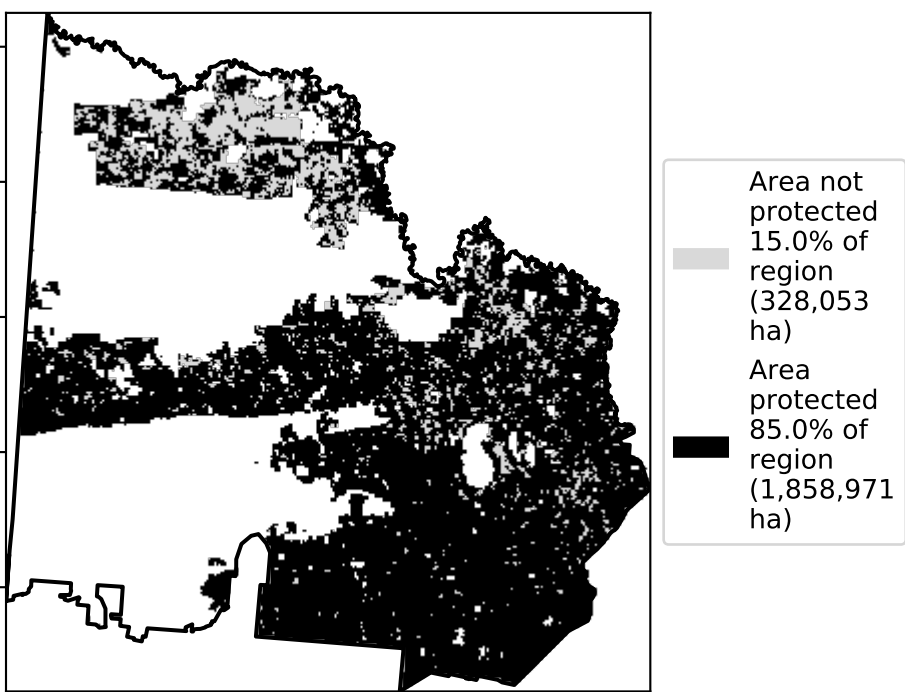 Area not
protected
15.0% of
region
(328,053
ha)
Area
protected
85.0% of
region
(1,858,971
ha)